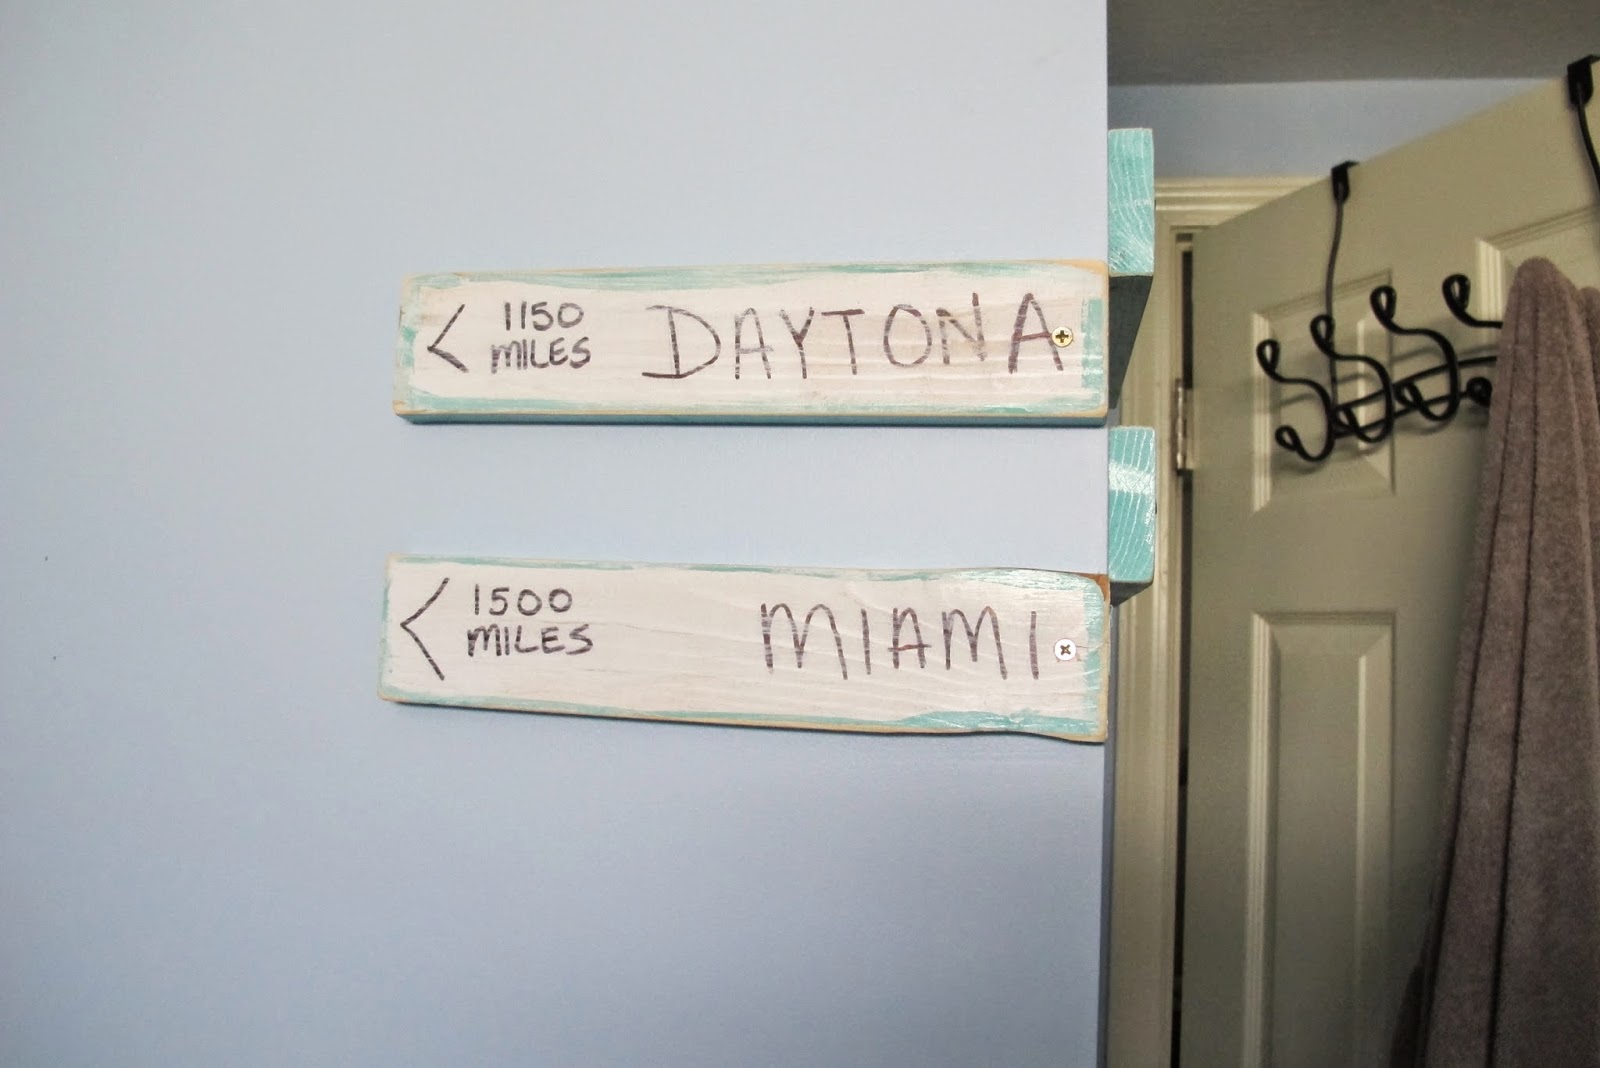 < 1150 MILES DAYTONA
< 1500 MILES MIAMI